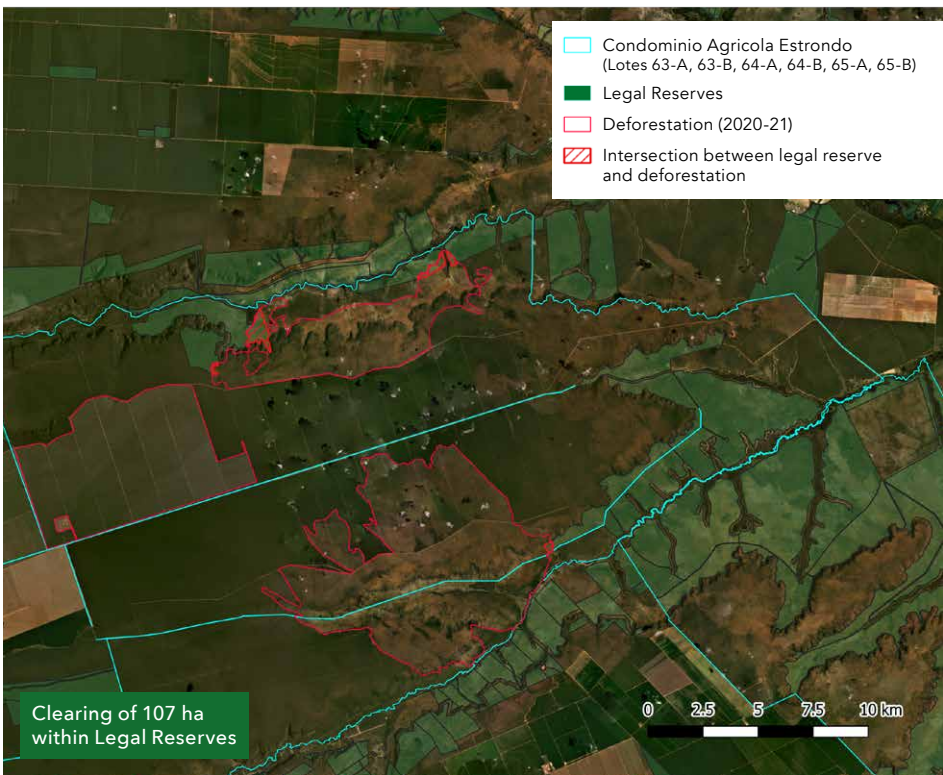 Condominio Agricola Estrondo
(Lotes 63-A, 63-B, 64-A, 64-B, 65-A, 65-B)
Legal Reserves
Deforestation (2020-21)
Intersection between legal reserve
and deforestation
Clearing of 107 ha
within Legal Reserves
0 2.5 5 7.5 10 km